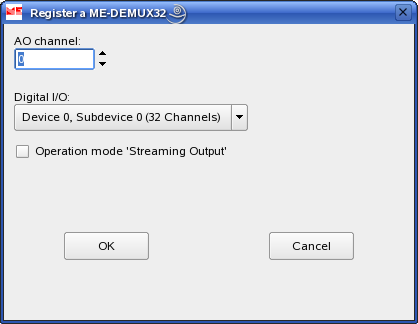 Register a ME-DEMUX32
AO channel:
0
Digital I/O:
Device 0, Subdevice 0 (32 Channels)
Operation mode 'Streaming Output'
OK
Cancel